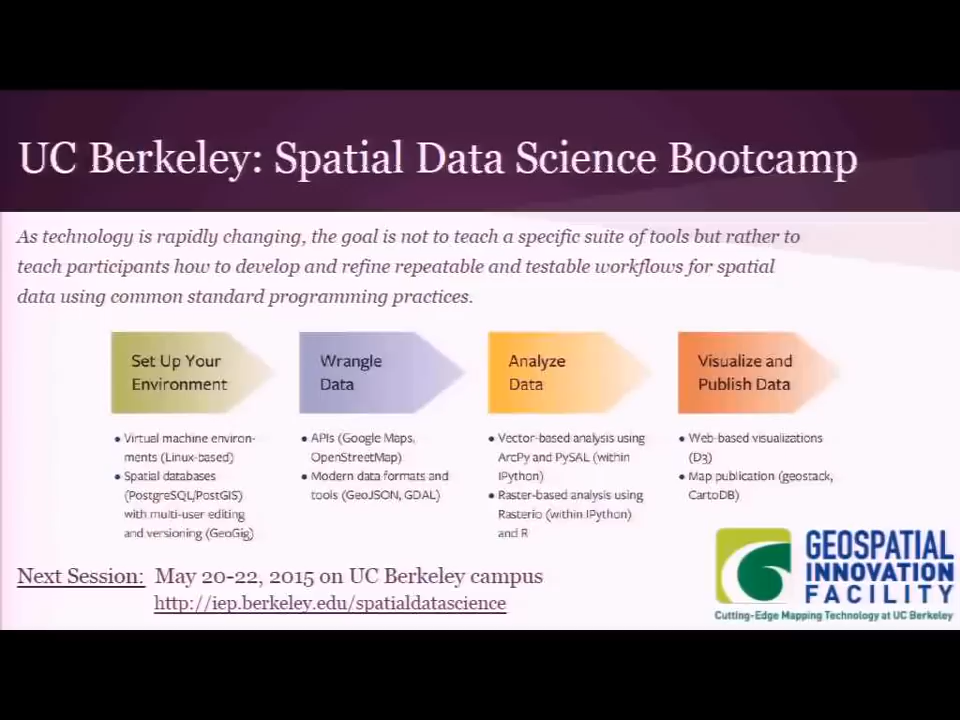 UC Berkeley: Spatial Data Science Bootcamp
As technology is rapidly changing, the goal is not to teach a specific suite of tools but rather to
teach participants how to develop and refine repeatable and testable workflows for spatial
data using common standard programming practices.
Set Up Your
Environment
• Virtual machine environ-
ments (Linux-based)
• Spatial databases
(PostgreSQL/PostGIS)
with multi-user editing
and versioning (GeoGig)
Wrangle
Data
• APIs (Google Maps,
OpenStreetMap)
• Modern data formats and
tools (GeoJSON, GDAL)
Analyze
Data
• Vector-based analysis using
ArcPy and PySAL (within
IPython)
• Raster-based analysis using
Rasterio (within IPython)
and R
Visualize and
Publish Data
• Web-based visualizations
(D3)
• Map publication (geostack,
CartoDB)
Next Session: May 20-22, 2015 on UC Berkeley campus
http://iep.berkeley.edu/spatialdatascience
GEOSPATIAL
INNOVATION
FACILITY
Cutting-Edge Mapping Technology at UC Berkeley